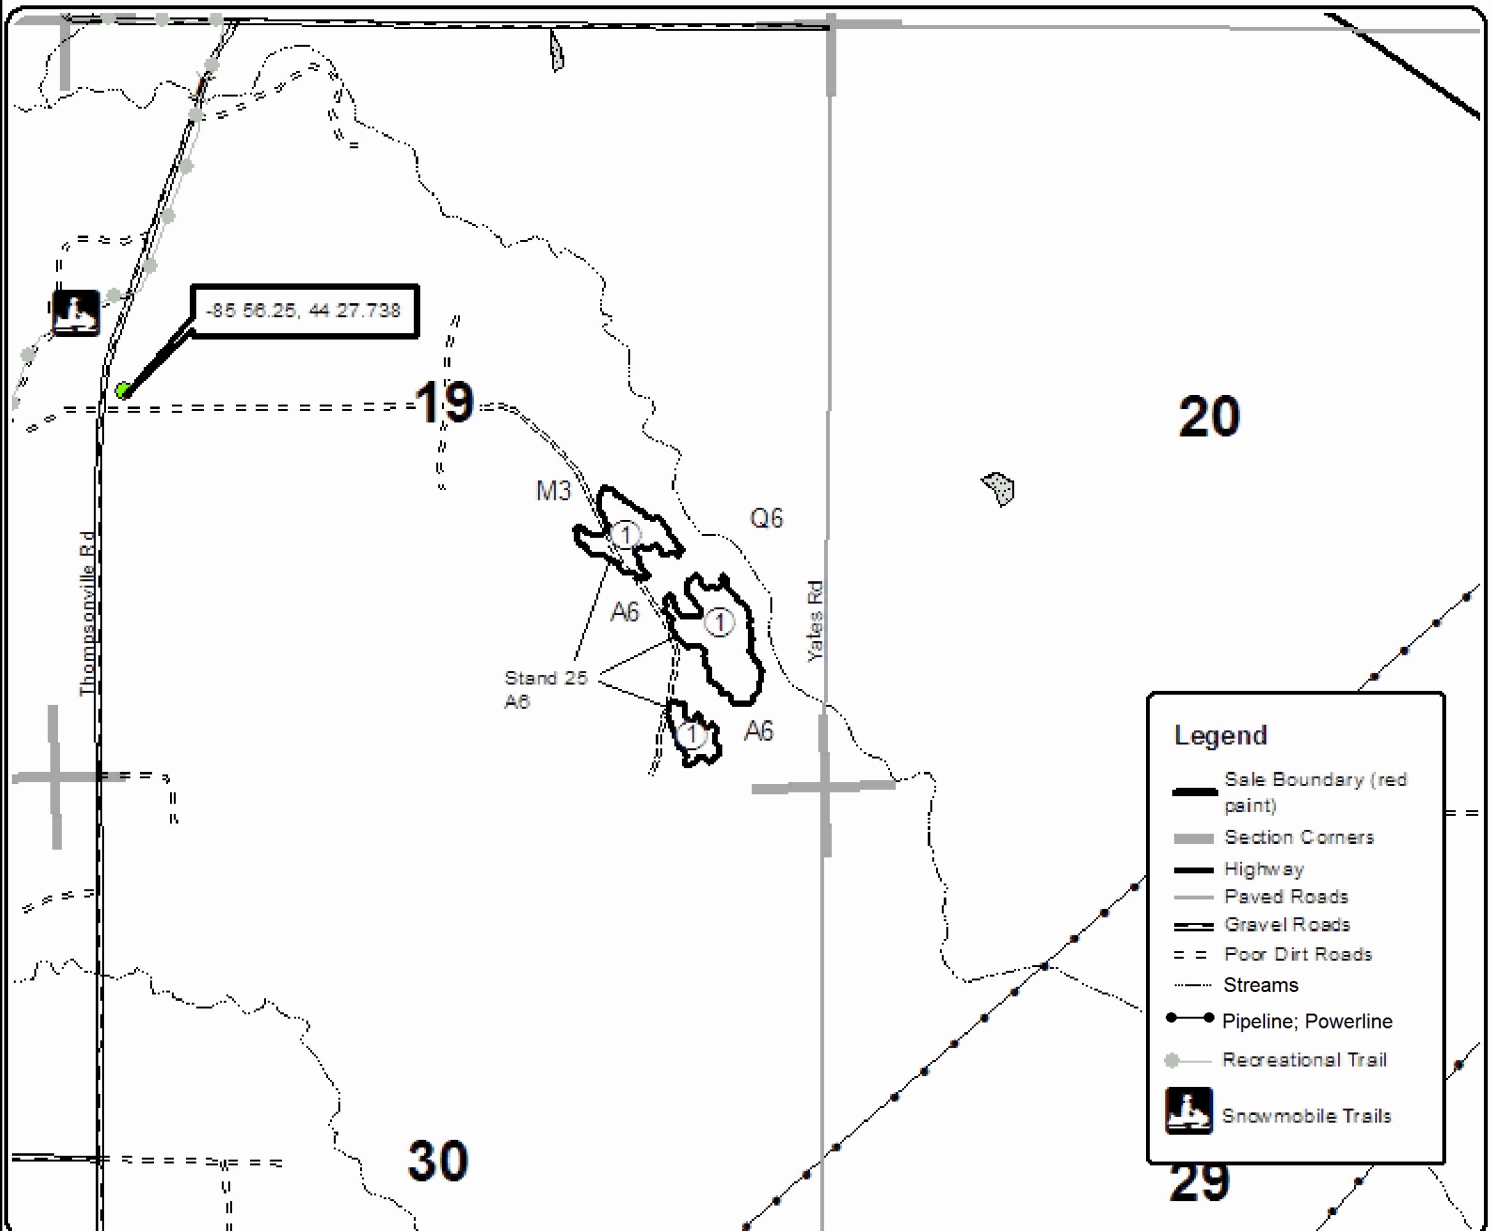 -85 56.25, 44 27.738
19
20
M3
Q6
1
Thompsonville Rd
A6
1
Yates Rd
Stand 25
A6
1
A6
Legend
Sale Boundary (red
paint)
Section Corners
Highway
Paved Roads
Gravel Roads
Poor Dirt Roads
Streams
Pipeline; Powerline
Recreational Trail
Snowmobile Trails
30
29